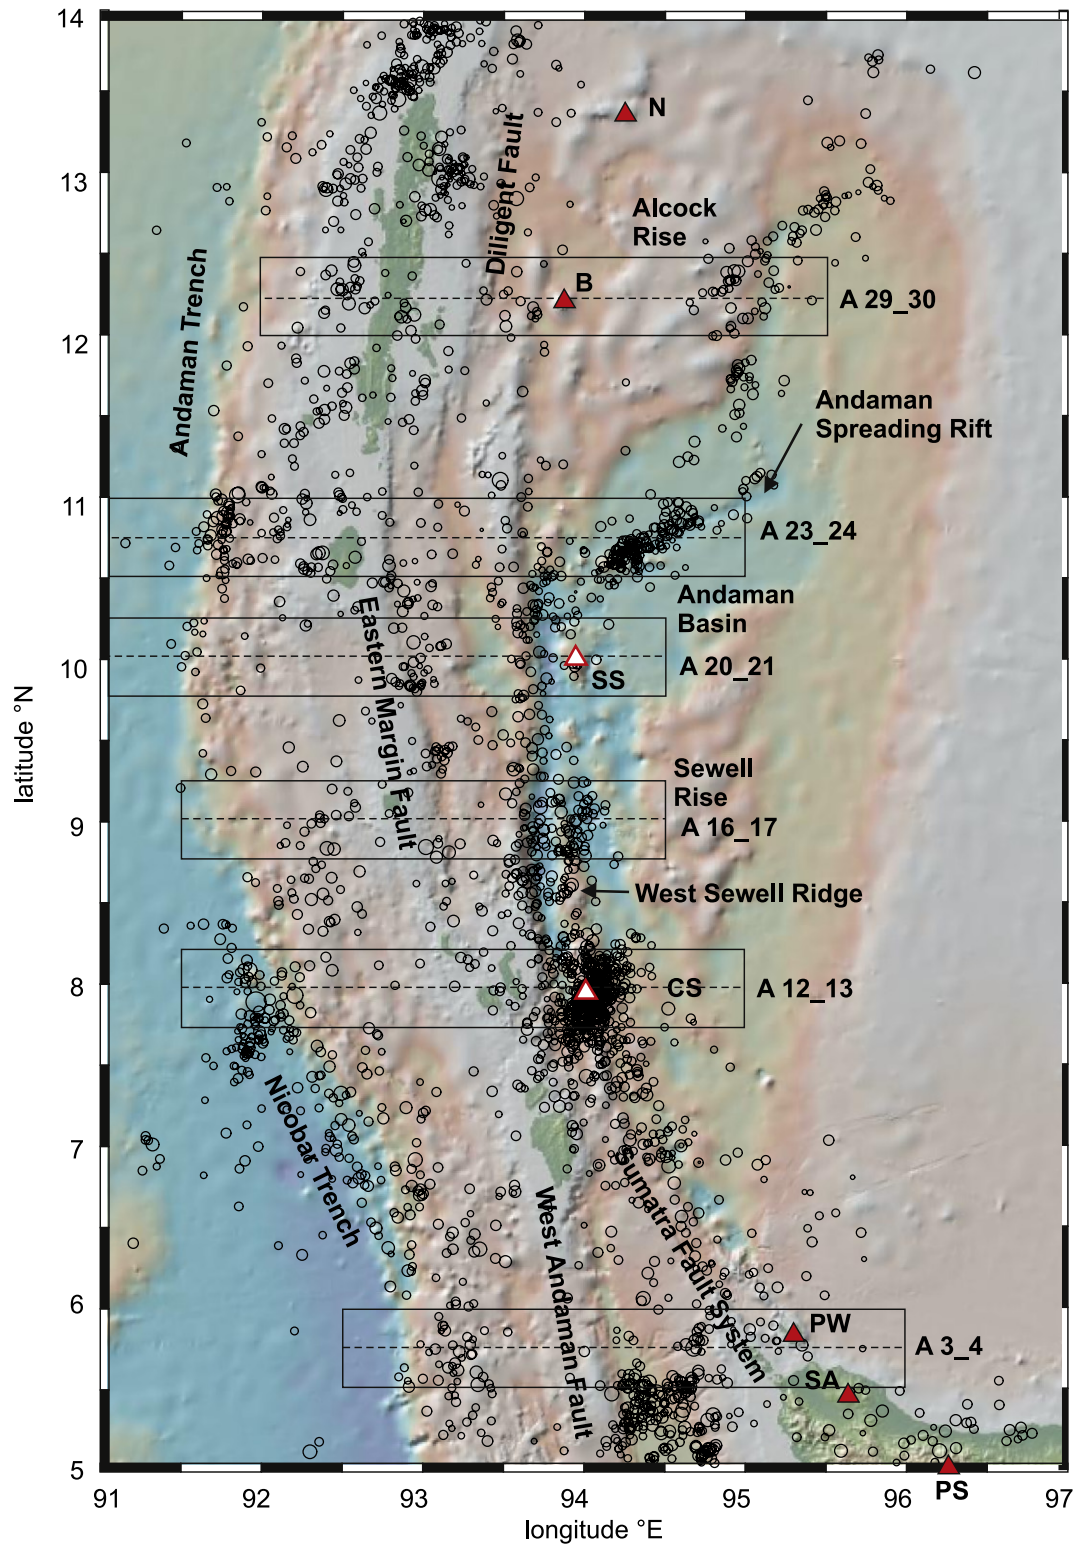 14
13
12
11
10
9
8
7
6
5
latitude °N
91
92
93
94
95
96
97
longitude °E
N
Diligent Fault
Alcock
Rise
Andaman Trench
B
A 29_30
Andaman
Spreading Rift
A 23_24
Andaman
Basin
Eastern Margin Fault
A 20_21
SS
Sewell
Rise
A 16_17
West Sewell Ridge
CS
A 12_13
Nicobar Trench
Sumatra Fault System
West Andaman Fault
PW
A 3_4
SA
PS